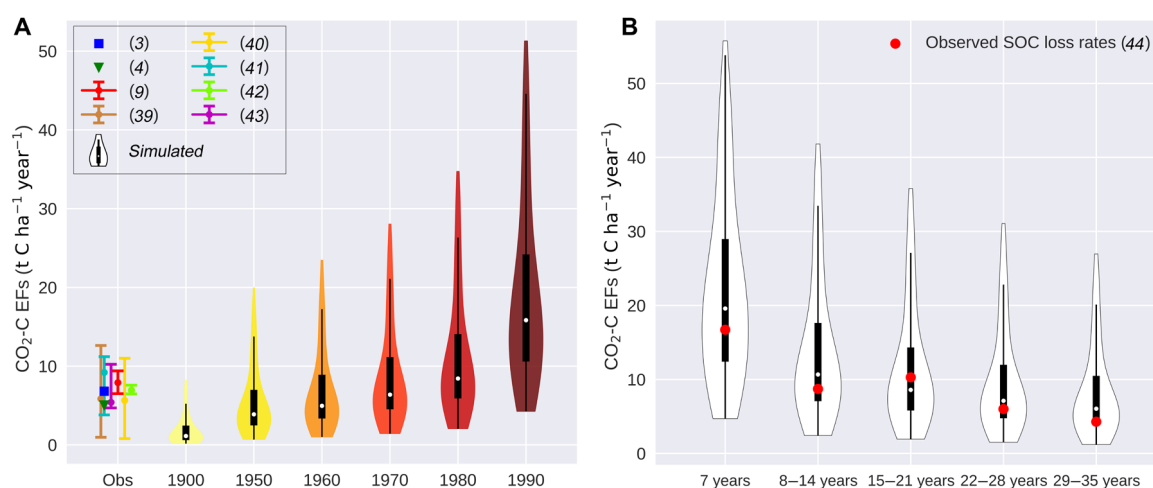 A
(3)
(4)
(9)
(39)
(40)
(41)
(42)
(43)
Simulated
CO₂-C EFs (t C ha⁻¹ year⁻¹)
50
40
30
20
10
0
Obs 1900 1950 1960 1970 1980 1990
B
Observed SOC loss rates (44)
CO₂-C EFs (t C ha⁻¹ year⁻¹)
50
40
30
20
10
0
7 years 8–14 years 15–21 years 22–28 years 29–35 years